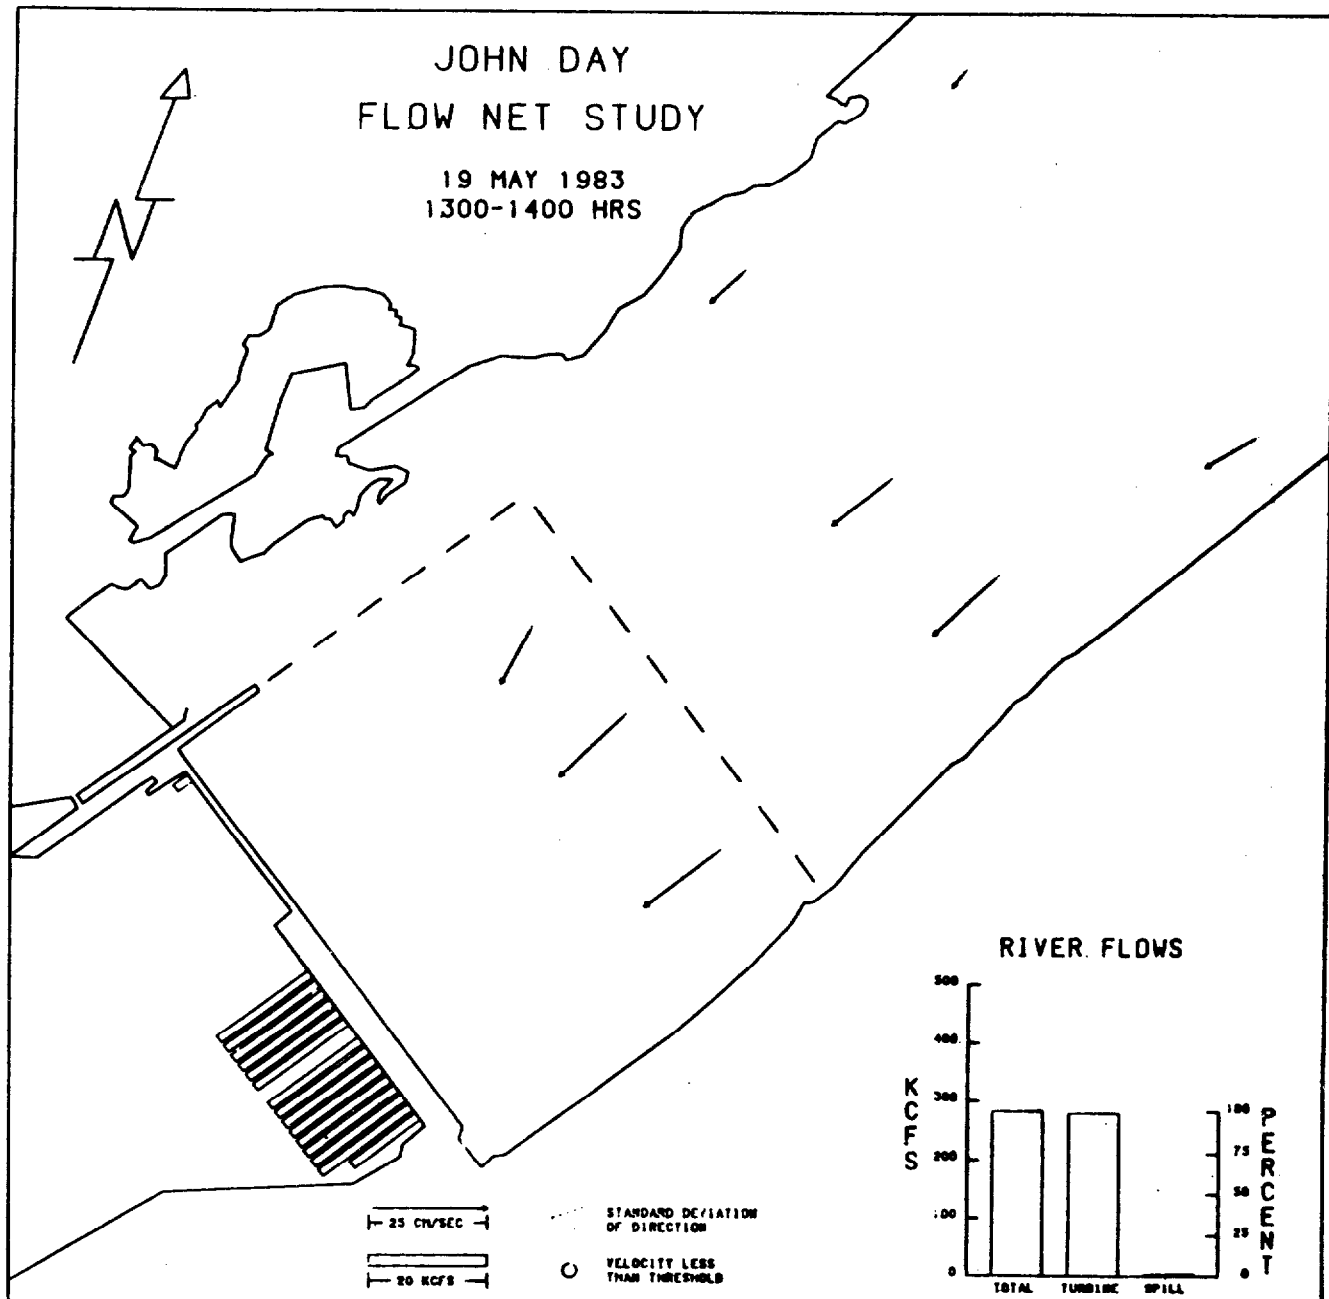 JOHN DAY
FLOW NET STUDY
19 MAY 1983
1300-1400 HRS
N
RIVER FLOWS
KCFS
500
400
300
200
100
0
PERCENT
100
75
50
25
0
TOTAL TURBINE SPILL
25 CM/SEC
20 KCFS
STANDARD DEVIATION
OF DIRECTION
VELOCITY LESS
THAN THRESHOLD